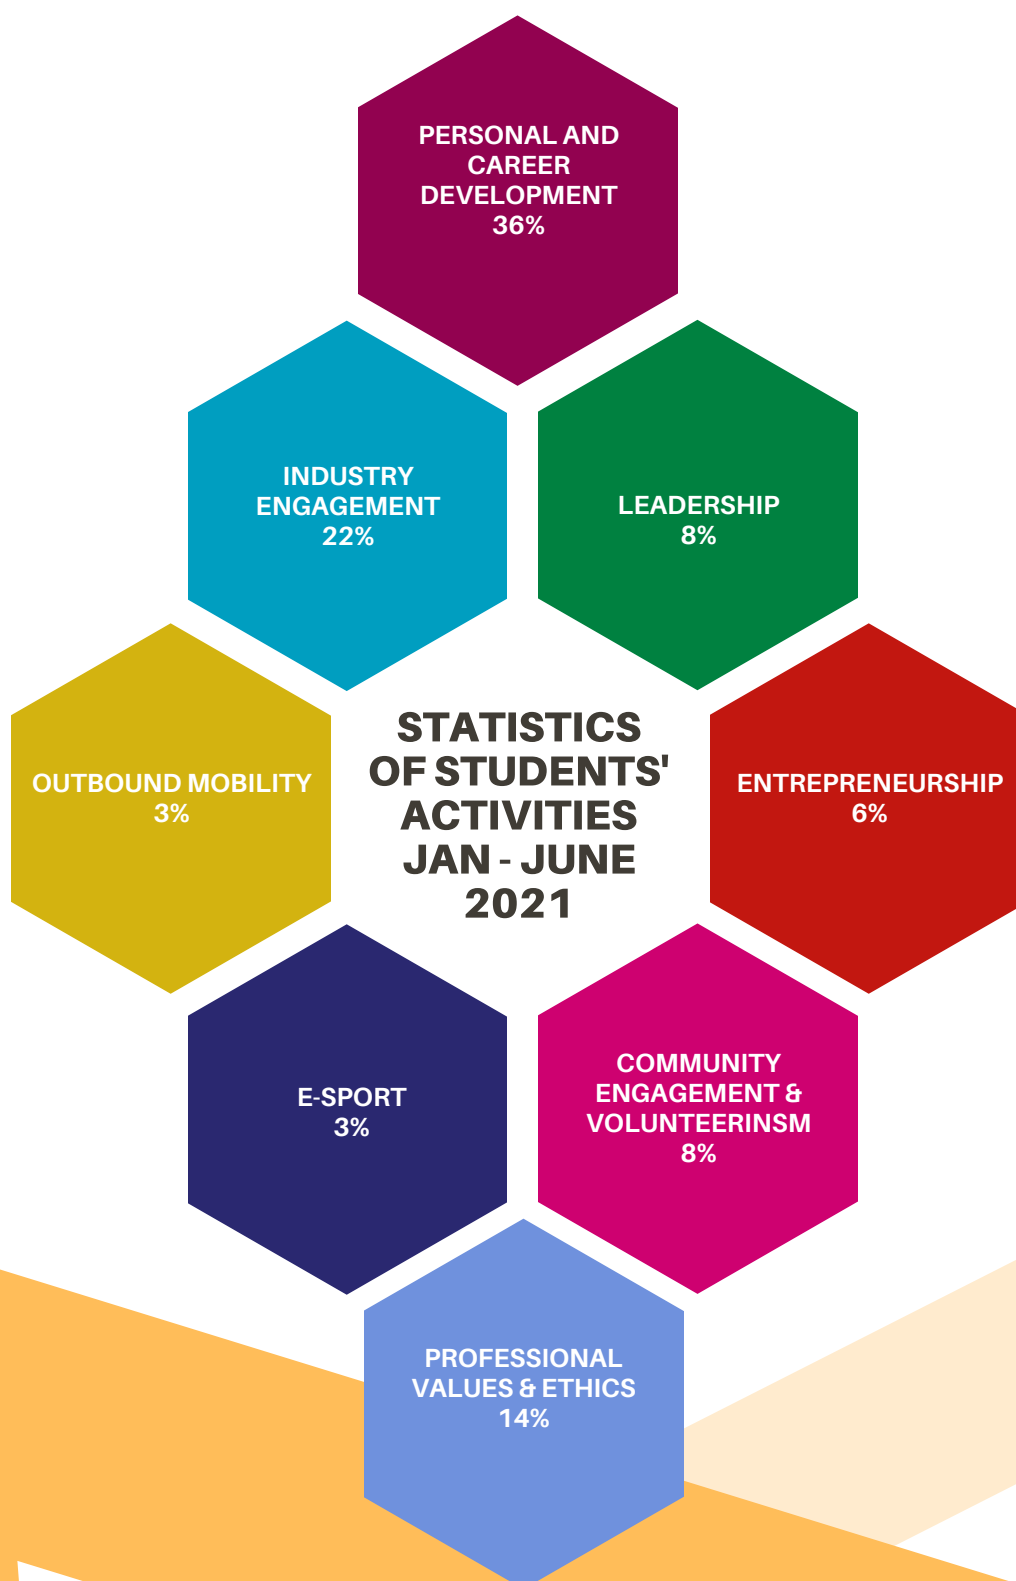 PERSONAL AND
CAREER
DEVELOPMENT
36%
INDUSTRY
ENGAGEMENT
22%
LEADERSHIP
8%
STATISTICS
OF STUDENTS'
ACTIVITIES
JAN - JUNE
2021
OUTBOUND MOBILITY
3%
ENTREPRENEURSHIP
6%
E-SPORT
3%
COMMUNITY
ENGAGEMENT &
VOLUNTEERINSM
8%
PROFESSIONAL
VALUES & ETHICS
14%